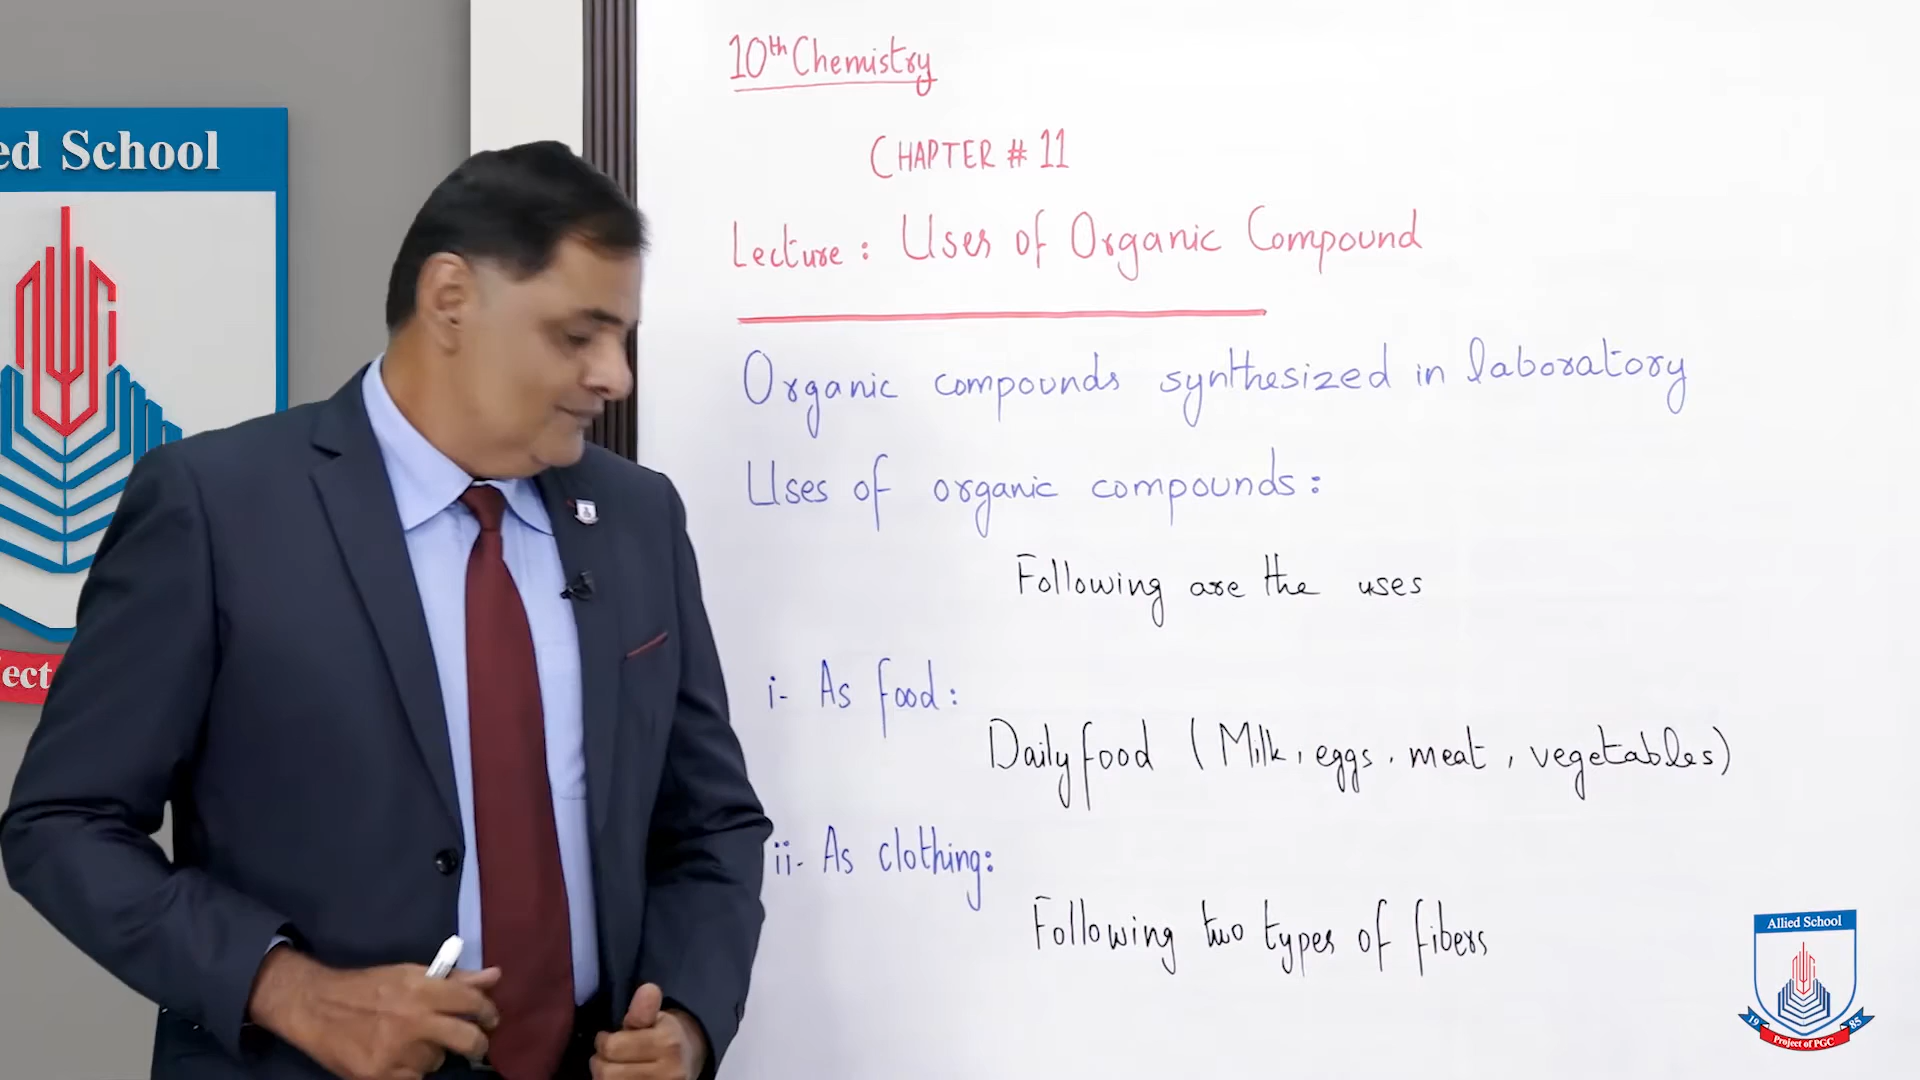 ed School
ect
10th Chemistry
CHAPTER # 11
Lecture : Uses of Organic Compound
Organic compounds synthesized in laboratory
Uses of organic compounds :
Following are the uses
i- As food :
Daily food (Milk, eggs, meat, vegetables)
ii- As clothing:
Following two types of fibers
Allied School
19 85
Project of PGC